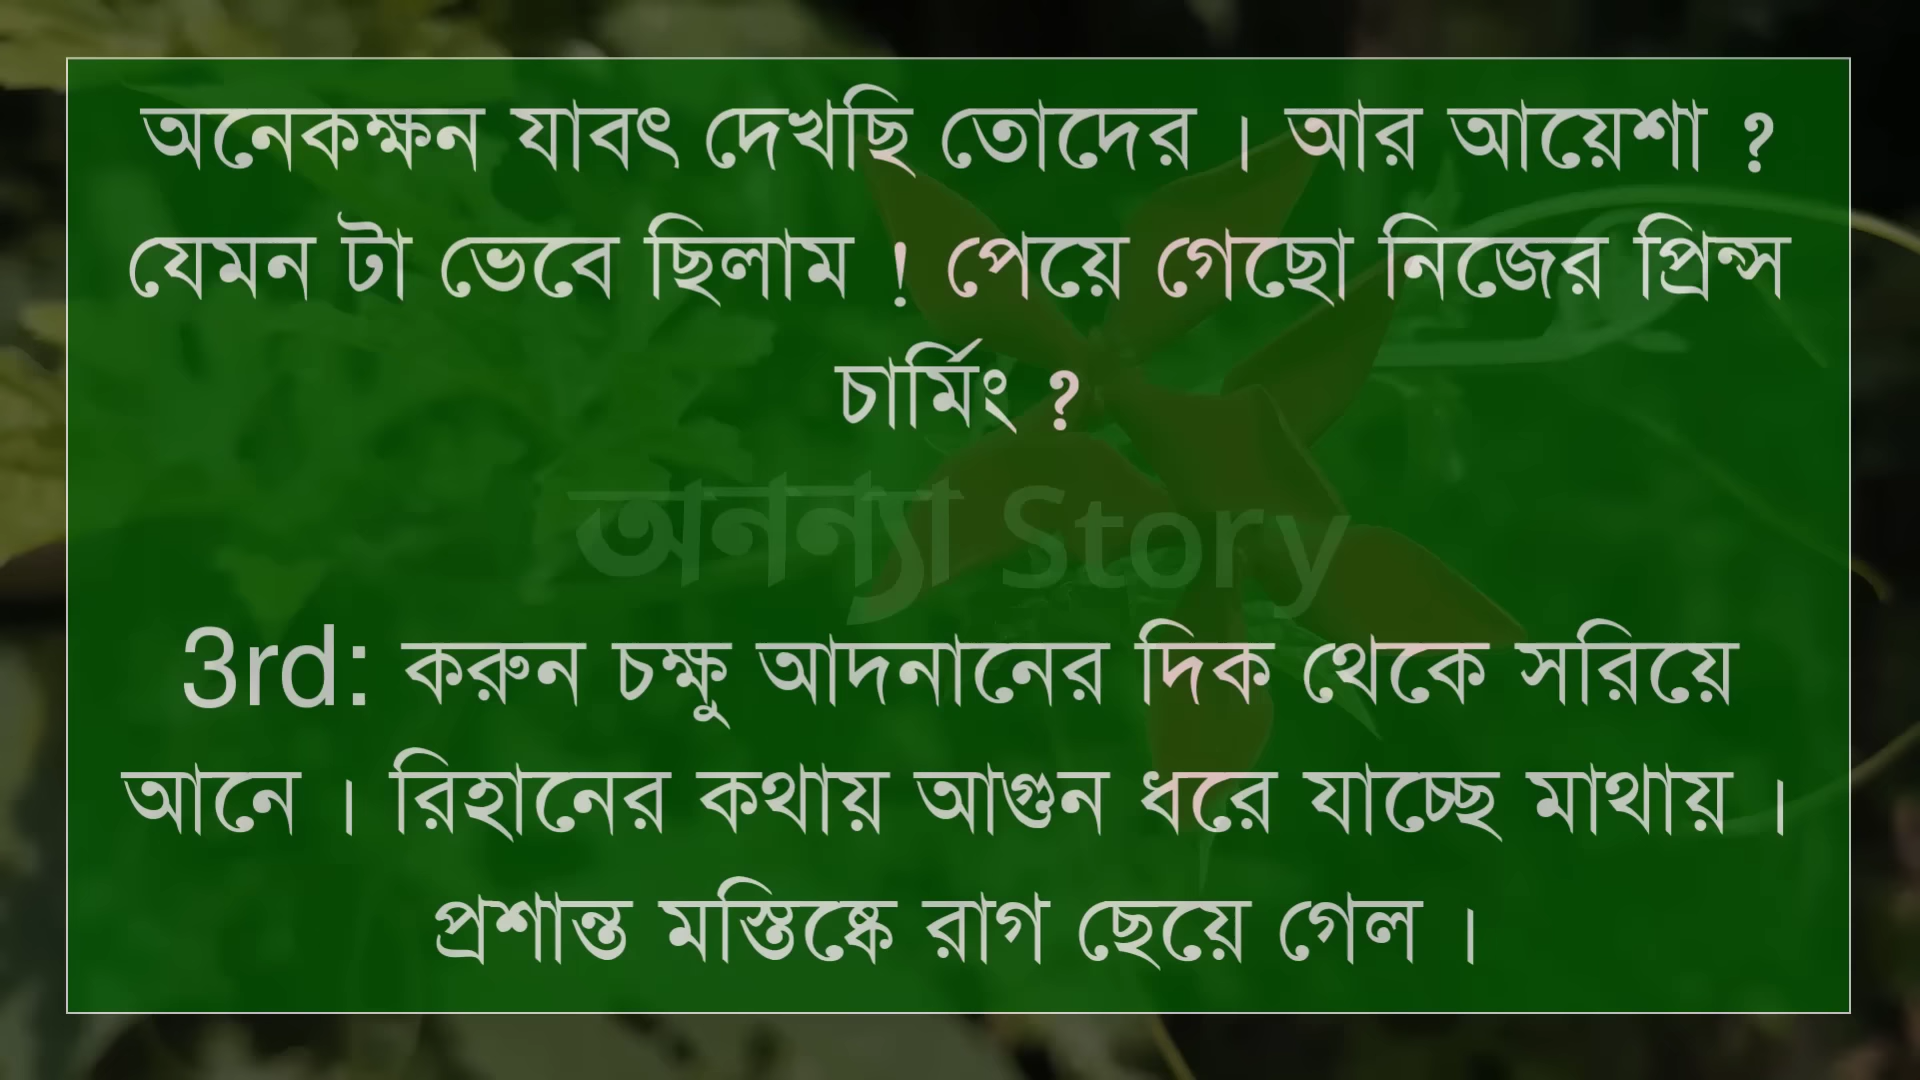 অনেকক্ষন যাবৎ দেখছি তোদের । আর আয়েশা ?
যেমন টা ভেবে ছিলাম ! পেয়ে গেছো নিজের প্রিন্স
চার্মিং ?
অনন্যা Story
3rd: করুন চক্ষু আদনানের দিক থেকে সরিয়ে
আনে । রিহানের কথায় আগুন ধরে যাচ্ছে মাথায় ।
প্রশান্ত মস্তিষ্কে রাগ ছেয়ে গেল ।